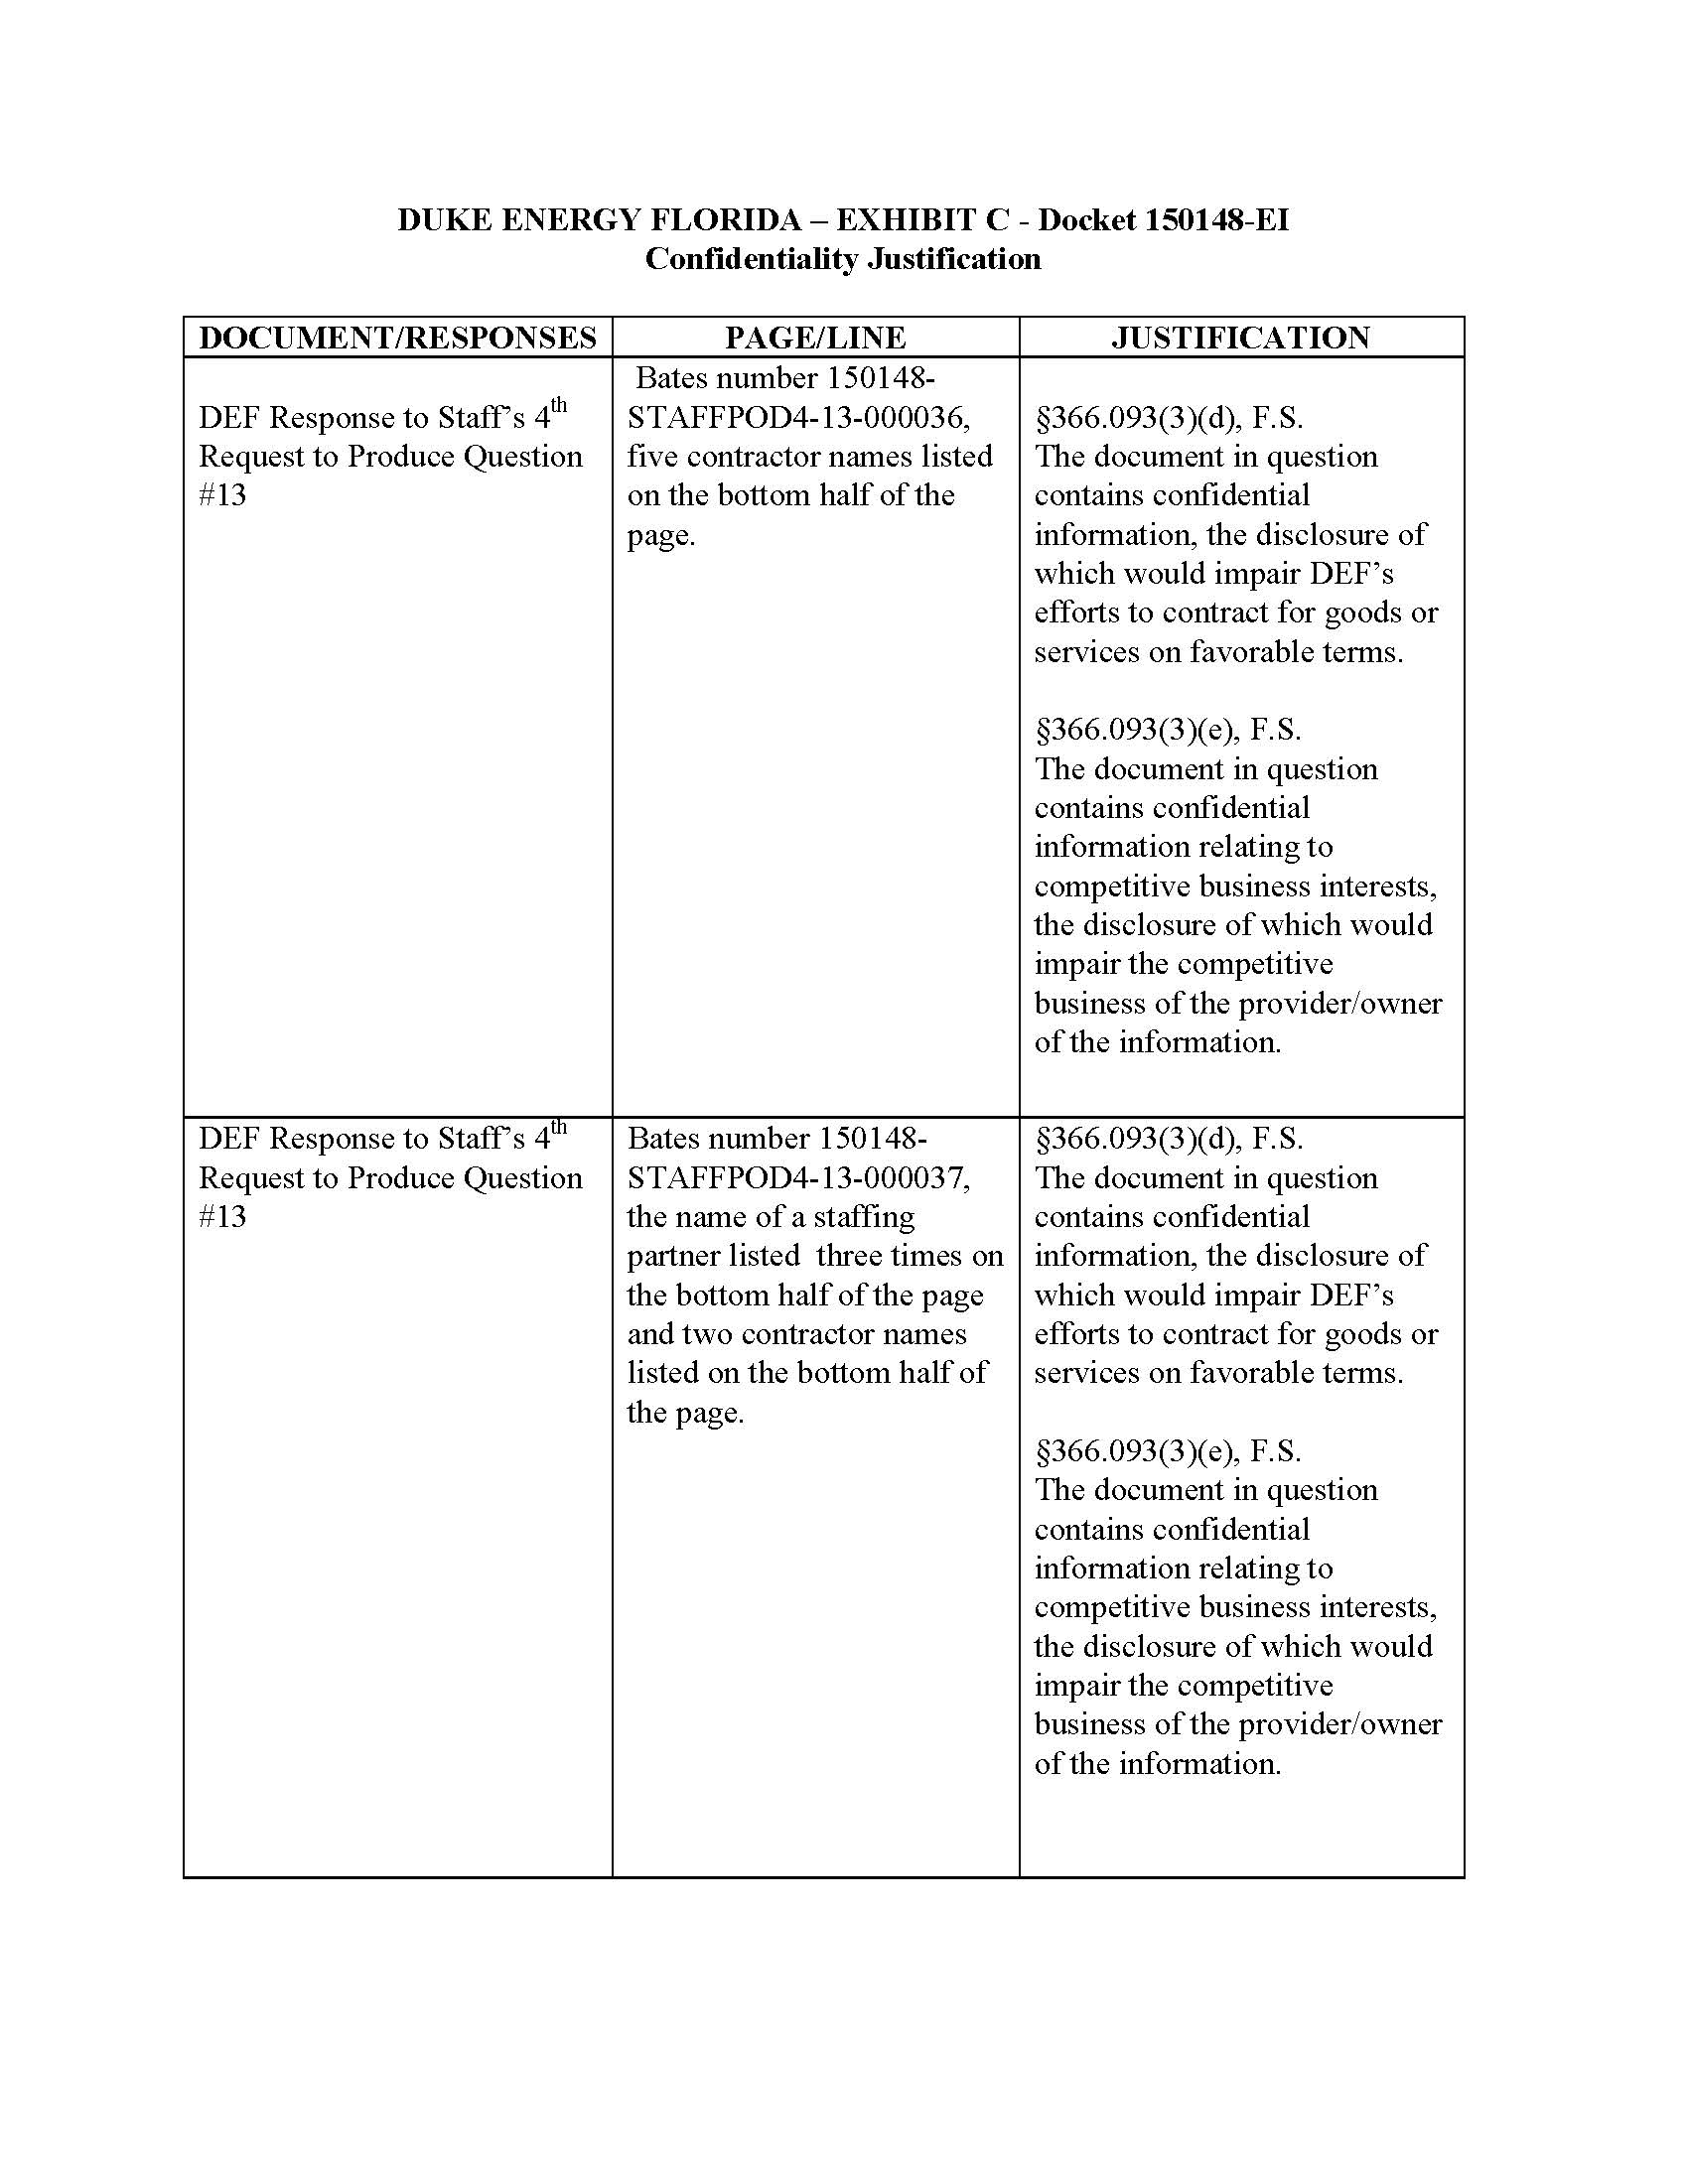 DUKE ENERGY FLORIDA – EXHIBIT C - Docket 150148-EI
Confidentiality Justification
DOCUMENT/RESPONSES
PAGE/LINE
JUSTIFICATION
DEF Response to Staff’s 4th
Request to Produce Question
#13
Bates number 150148-
STAFFPOD4-13-000036,
five contractor names listed
on the bottom half of the
page.
§366.093(3)(d), F.S.
The document in question
contains confidential
information, the disclosure of
which would impair DEF’s
efforts to contract for goods or
services on favorable terms.
§366.093(3)(e), F.S.
The document in question
contains confidential
information relating to
competitive business interests,
the disclosure of which would
impair the competitive
business of the provider/owner
of the information.
DEF Response to Staff’s 4th
Request to Produce Question
#13
Bates number 150148-
STAFFPOD4-13-000037,
the name of a staffing
partner listed  three times on
the bottom half of the page
and two contractor names
listed on the bottom half of
the page.
§366.093(3)(d), F.S.
The document in question
contains confidential
information, the disclosure of
which would impair DEF’s
efforts to contract for goods or
services on favorable terms.
§366.093(3)(e), F.S.
The document in question
contains confidential
information relating to
competitive business interests,
the disclosure of which would
impair the competitive
business of the provider/owner
of the information.